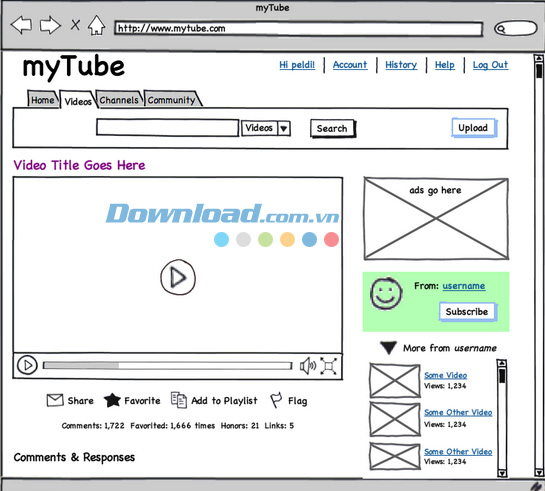 myTube
http://www.mytube.com
myTube
Hi peldi! Account History Help Log Out
Home Videos Channels Community
Videos Search Upload
Video Title Goes Here
Download.com.vn
ads go here
From: username
Subscribe
More from username
Some Video
Views: 1,234
Some Other Video
Views: 1,234
Some Other Video
Views: 1,234
Share Favorite Add to Playlist Flag
Comments: 1,722 Favorited: 1,666 times Honors: 21 Links: 5
Comments & Responses